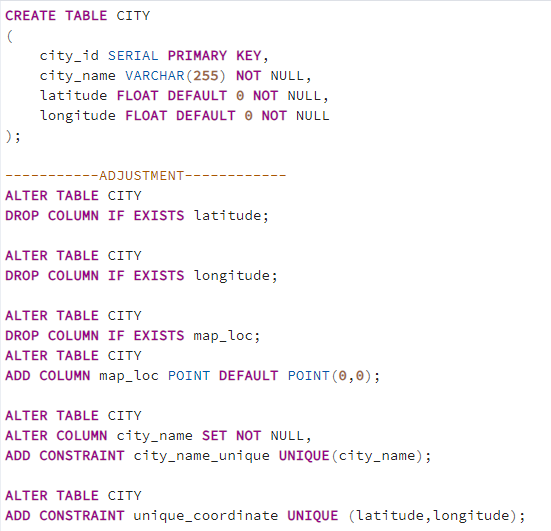 CREATE TABLE CITY
(
    city_id SERIAL PRIMARY KEY,
    city_name VARCHAR(255) NOT NULL,
    latitude FLOAT DEFAULT 0 NOT NULL,
    longitude FLOAT DEFAULT 0 NOT NULL
);

-----------ADJUSTMENT------------
ALTER TABLE CITY
DROP COLUMN IF EXISTS latitude;

ALTER TABLE CITY
DROP COLUMN IF EXISTS longitude;

ALTER TABLE CITY
DROP COLUMN IF EXISTS map_loc;
ALTER TABLE CITY
ADD COLUMN map_loc POINT DEFAULT POINT(0,0);

ALTER TABLE CITY
ALTER COLUMN city_name SET NOT NULL,
ADD CONSTRAINT city_name_unique UNIQUE(city_name);

ALTER TABLE CITY
ADD CONSTRAINT unique_coordinate UNIQUE (latitude,longitude);